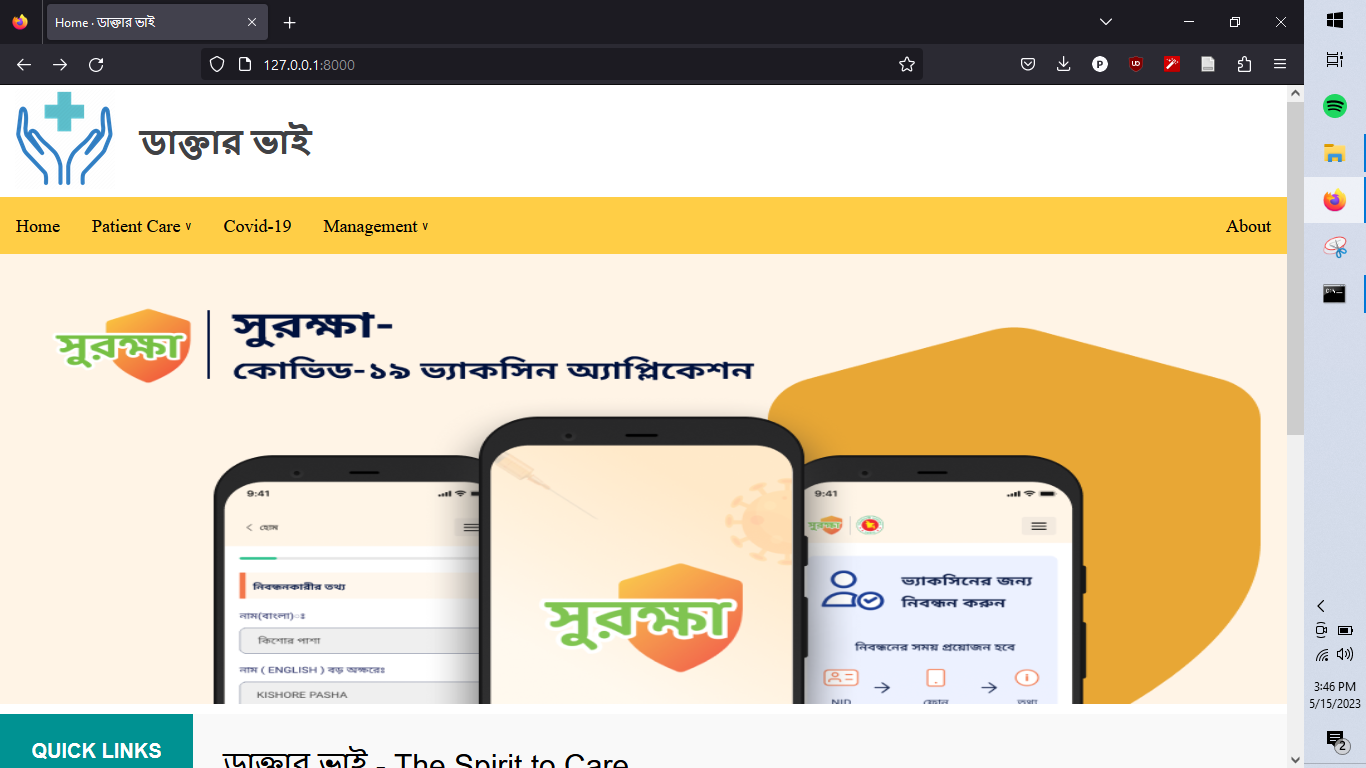 Home · ডাক্তার ভাই
127.0.0.1:8000
ডাক্তার ভাই
Home
Patient Care ∨
Covid-19
Management ∨
About
সুরক্ষা
সুরক্ষা-
কোভিড-১৯ ভ্যাকসিন অ্যাপ্লিকেশন
9:41
হোম
নিবন্ধনকারীর তথ্য
নাম(বাংলা)ঃ
কিশোর পাশা
নাম ( ENGLISH ) বড় অক্ষরেঃ
KISHORE PASHA
সুরক্ষা
9:41
সুরক্ষা
ভ্যাকসিনের জন্য
নিবন্ধন করুন
নিবন্ধনের সময় প্রয়োজন হবে
NID
ফোন
তথ্য
QUICK LINKS
ডাক্তার ভাই - The Spirit to Care
3:46 PM
5/15/2023
2